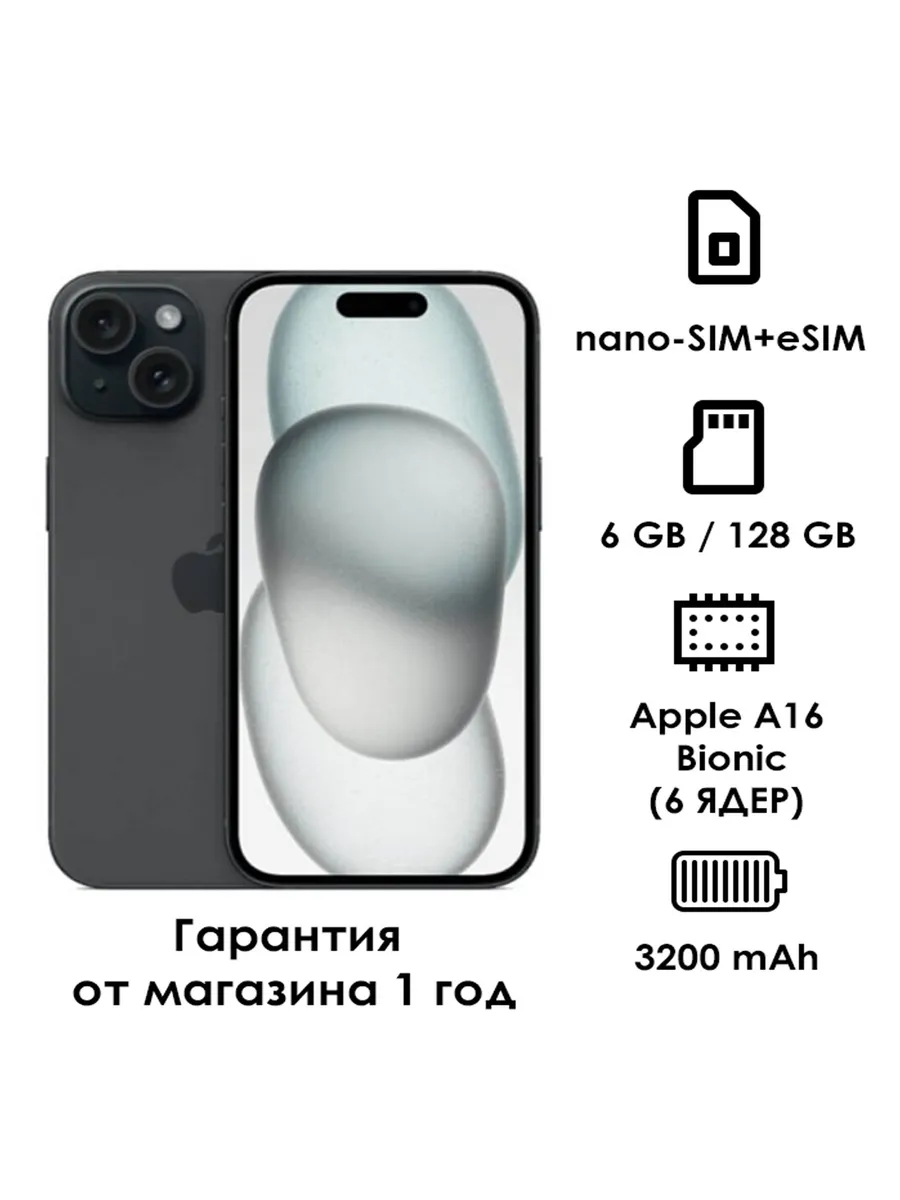 nano-SIM+eSIM
6 GB / 128 GB
Apple A16
Bionic
(6 ЯДЕР)
3200 mAh
Гарантия
от магазина 1 год